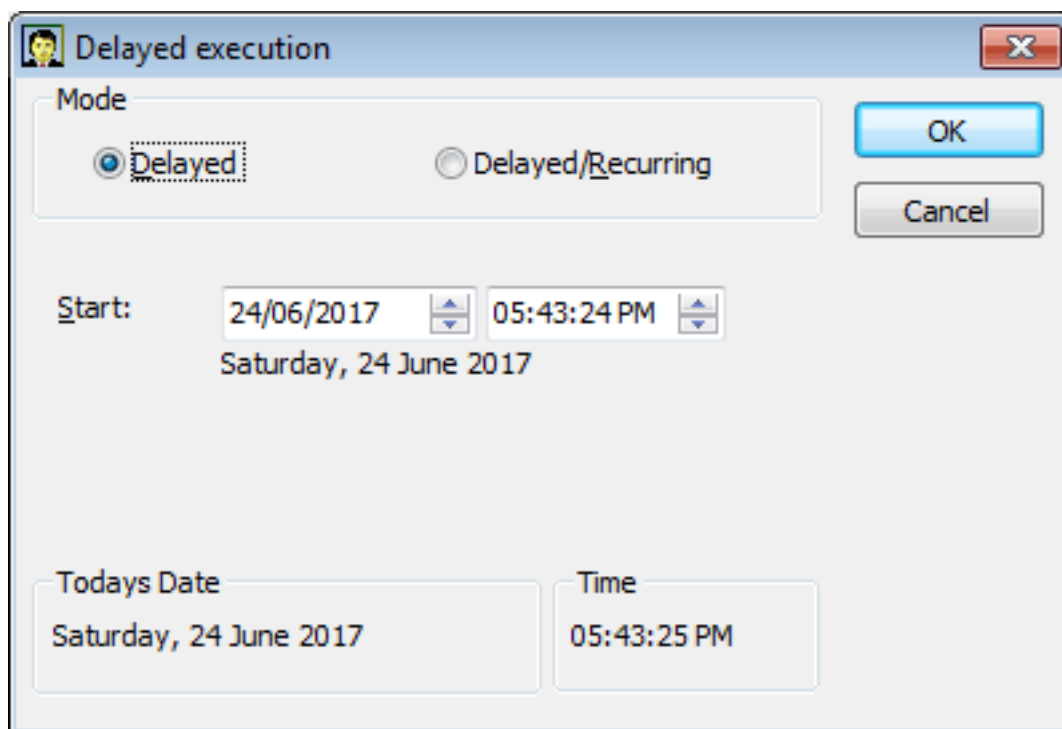 Delayed execution
Mode
Delayed
Delayed/Recurring
OK
Cancel
Start:
24/06/2017
05:43:24 PM
Saturday, 24 June 2017
Todays Date
Saturday, 24 June 2017
Time
05:43:25 PM